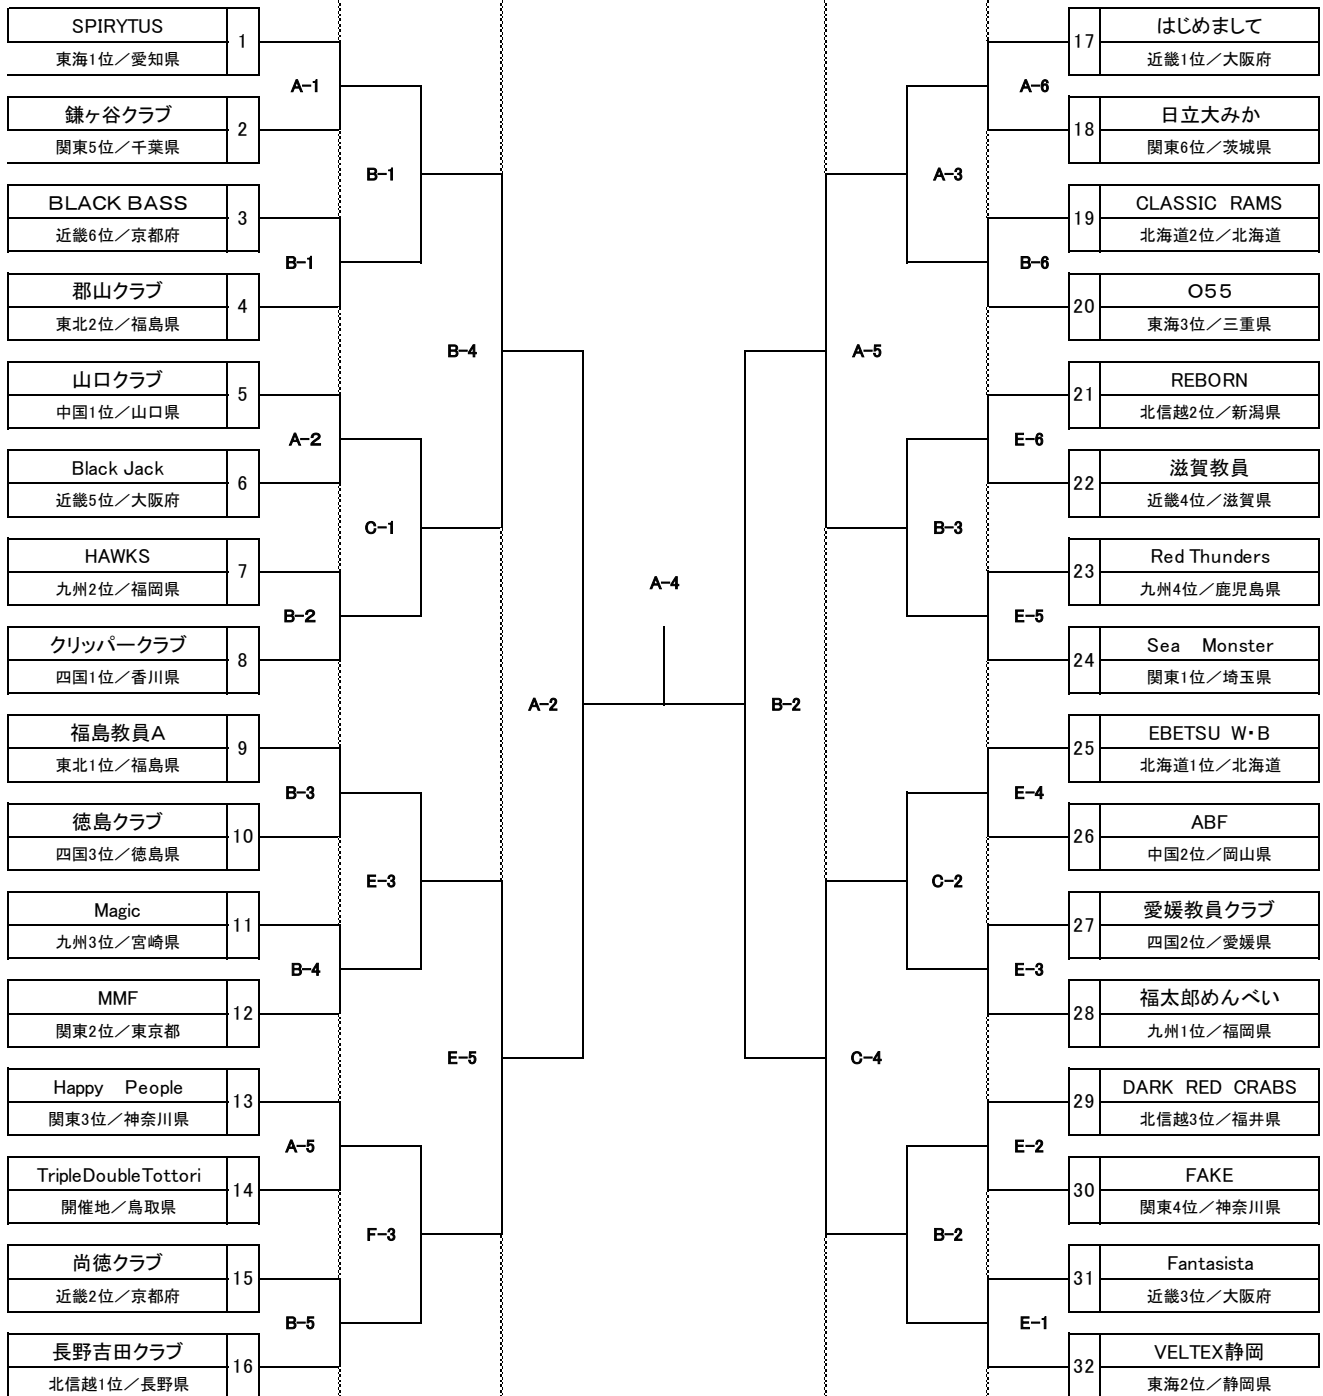 SPIRYTUS
1
東海1位／愛知県
A-1
鎌ヶ谷クラブ
2
関東5位／千葉県
B-1
BLACK BASS
3
近畿6位／京都府
B-1
郡山クラブ
4
東北2位／福島県
B-4
山口クラブ
5
中国1位／山口県
A-2
Black Jack
6
近畿5位／大阪府
C-1
HAWKS
7
九州2位／福岡県
B-2
クリッパークラブ
8
四国1位／香川県
A-2
福島教員A
9
東北1位／福島県
B-3
徳島クラブ
10
四国3位／徳島県
E-3
Magic
11
九州3位／宮崎県
B-4
MMF
12
関東2位／東京都
E-5
Happy People
13
関東3位／神奈川県
A-5
TripleDoubleTottori
14
開催地／鳥取県
F-3
尚徳クラブ
15
近畿2位／京都府
B-5
長野吉田クラブ
16
北信越1位／長野県
A-4
はじめまして
17
近畿1位／大阪府
A-6
日立大みか
18
関東6位／茨城県
A-3
CLASSIC RAMS
19
北海道2位／北海道
B-6
O55
20
東海3位／三重県
A-5
REBORN
21
北信越2位／新潟県
E-6
滋賀教員
22
近畿4位／滋賀県
B-3
Red Thunders
23
九州4位／鹿児島県
E-5
Sea Monster
24
関東1位／埼玉県
B-2
EBETSU W・B
25
北海道1位／北海道
E-4
ABF
26
中国2位／岡山県
C-2
愛媛教員クラブ
27
四国2位／愛媛県
E-3
福太郎めんべい
28
九州1位／福岡県
C-4
DARK RED CRABS
29
北信越3位／福井県
E-2
FAKE
30
関東4位／神奈川県
B-2
Fantasista
31
近畿3位／大阪府
E-1
VELTEX静岡
32
東海2位／静岡県